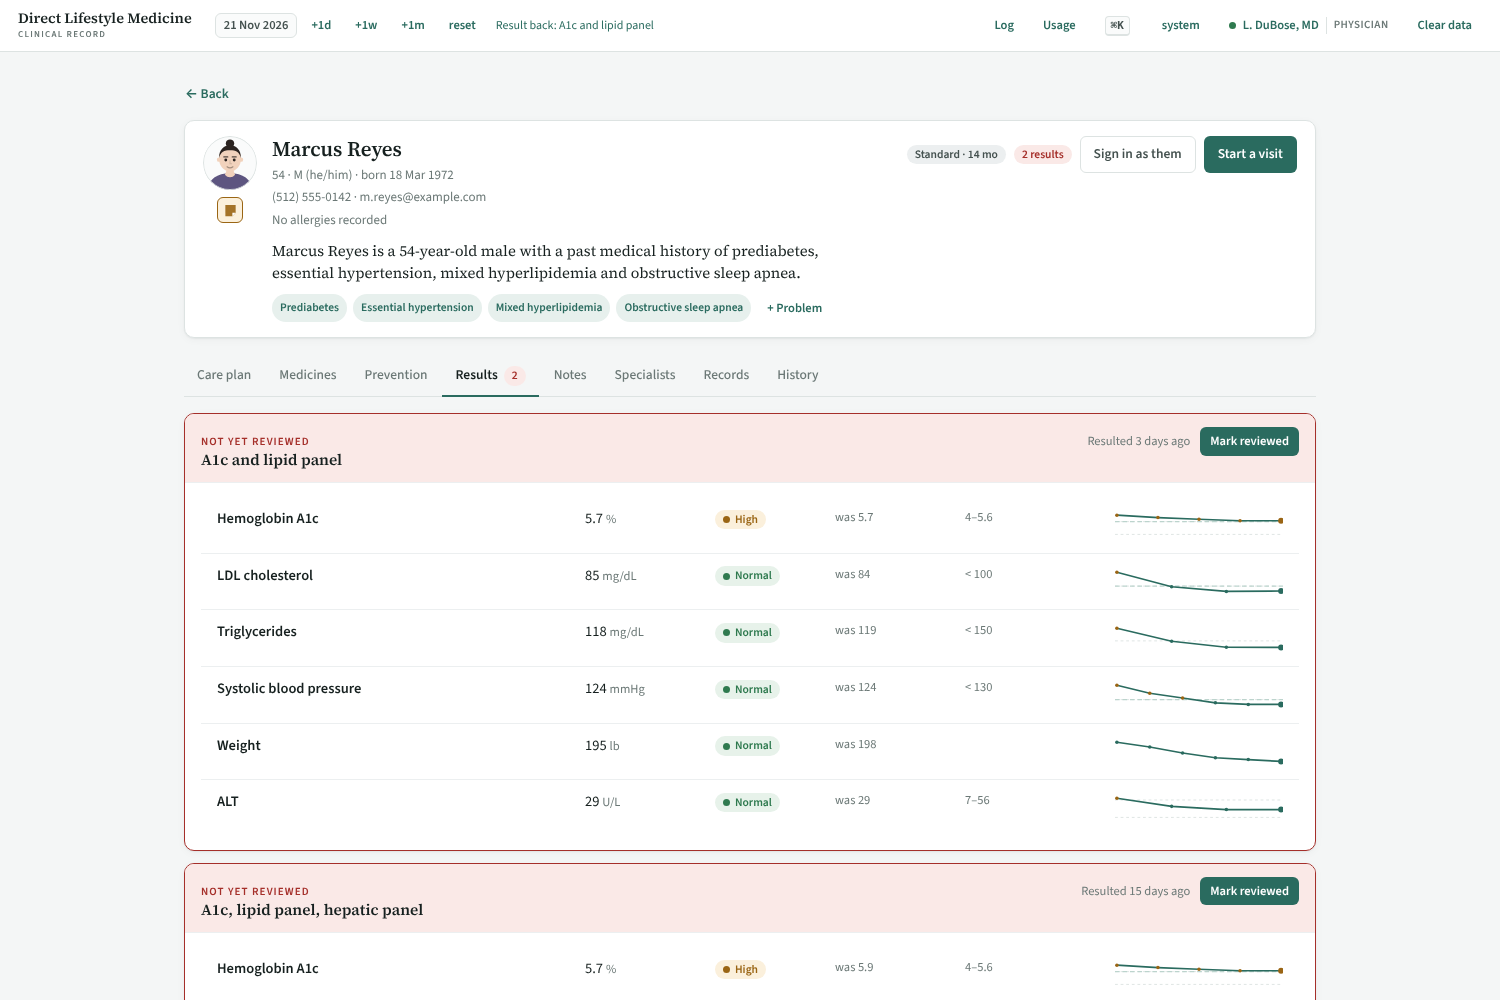 Direct Lifestyle Medicine
CLINICAL RECORD
21 Nov 2026 +1d +1w +1m reset Result back: A1c and lipid panel
Log Usage ⌘K system L. DuBose, MD PHYSICIAN Clear data
← Back
Marcus Reyes
Standard · 14 mo 2 results Sign in as them Start a visit
54 · M (he/him) · born 18 Mar 1972
(512) 555-0142 · m.reyes@example.com
No allergies recorded
Marcus Reyes is a 54-year-old male with a past medical history of prediabetes,
essential hypertension, mixed hyperlipidemia and obstructive sleep apnea.
Prediabetes Essential hypertension Mixed hyperlipidemia Obstructive sleep apnea + Problem
Care plan Medicines Prevention Results 2 Notes Specialists Records History
NOT YET REVIEWED
A1c and lipid panel
Resulted 3 days ago Mark reviewed
Hemoglobin A1c 5.7 % High was 5.7 4–5.6
LDL cholesterol 85 mg/dL Normal was 84 < 100
Triglycerides 118 mg/dL Normal was 119 < 150
Systolic blood pressure 124 mmHg Normal was 124 < 130
Weight 195 lb Normal was 198
ALT 29 U/L Normal was 29 7–56
NOT YET REVIEWED
A1c, lipid panel, hepatic panel
Resulted 15 days ago Mark reviewed
Hemoglobin A1c 5.7 % High was 5.9 4–5.6